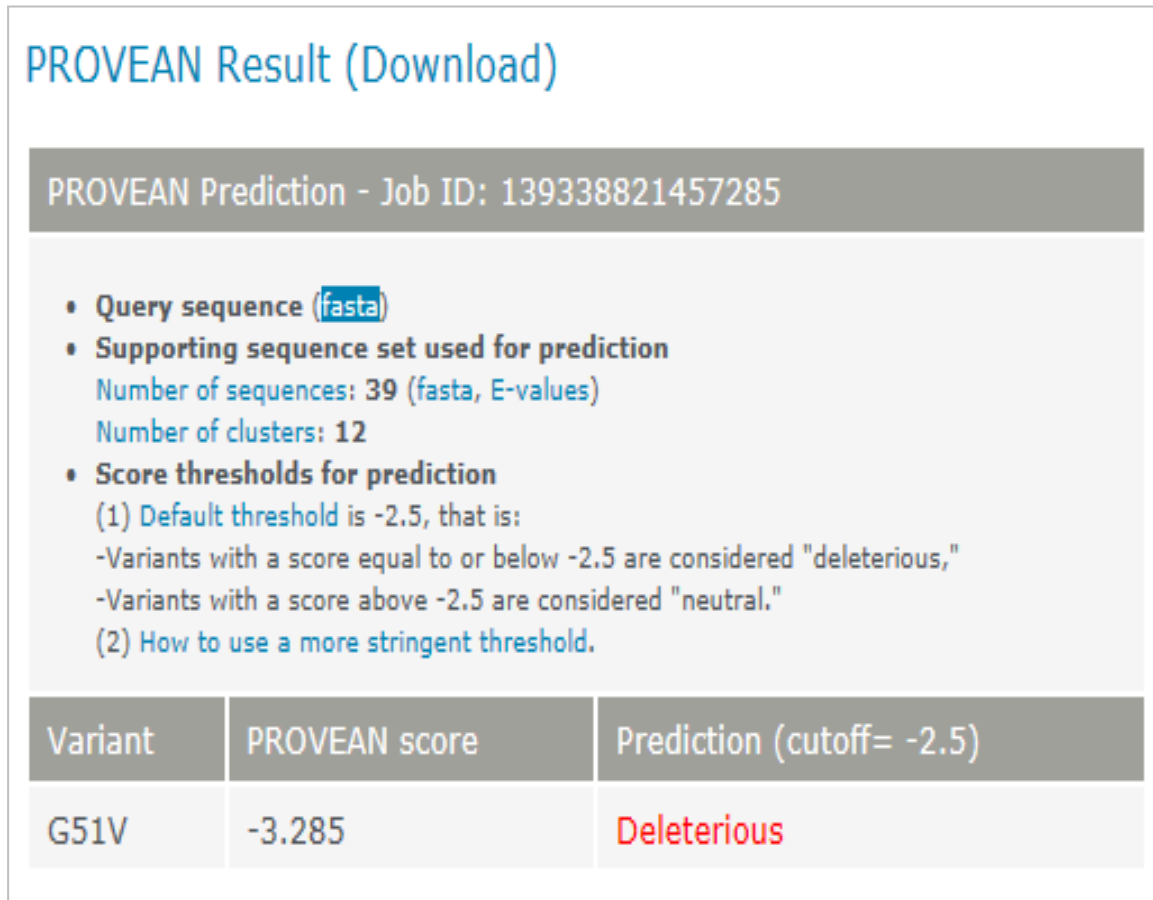 PROVEAN Result (Download)
PROVEAN Prediction - Job ID: 139338821457285
• Query sequence (fasta)
• Supporting sequence set used for prediction
Number of sequences: 39 (fasta, E-values)
Number of clusters: 12
• Score thresholds for prediction
(1) Default threshold is -2.5, that is:
-Variants with a score equal to or below -2.5 are considered "deleterious,"
-Variants with a score above -2.5 are considered "neutral."
(2) How to use a more stringent threshold.
Variant PROVEAN score Prediction (cutoff= -2.5)
G51V -3.285 Deleterious